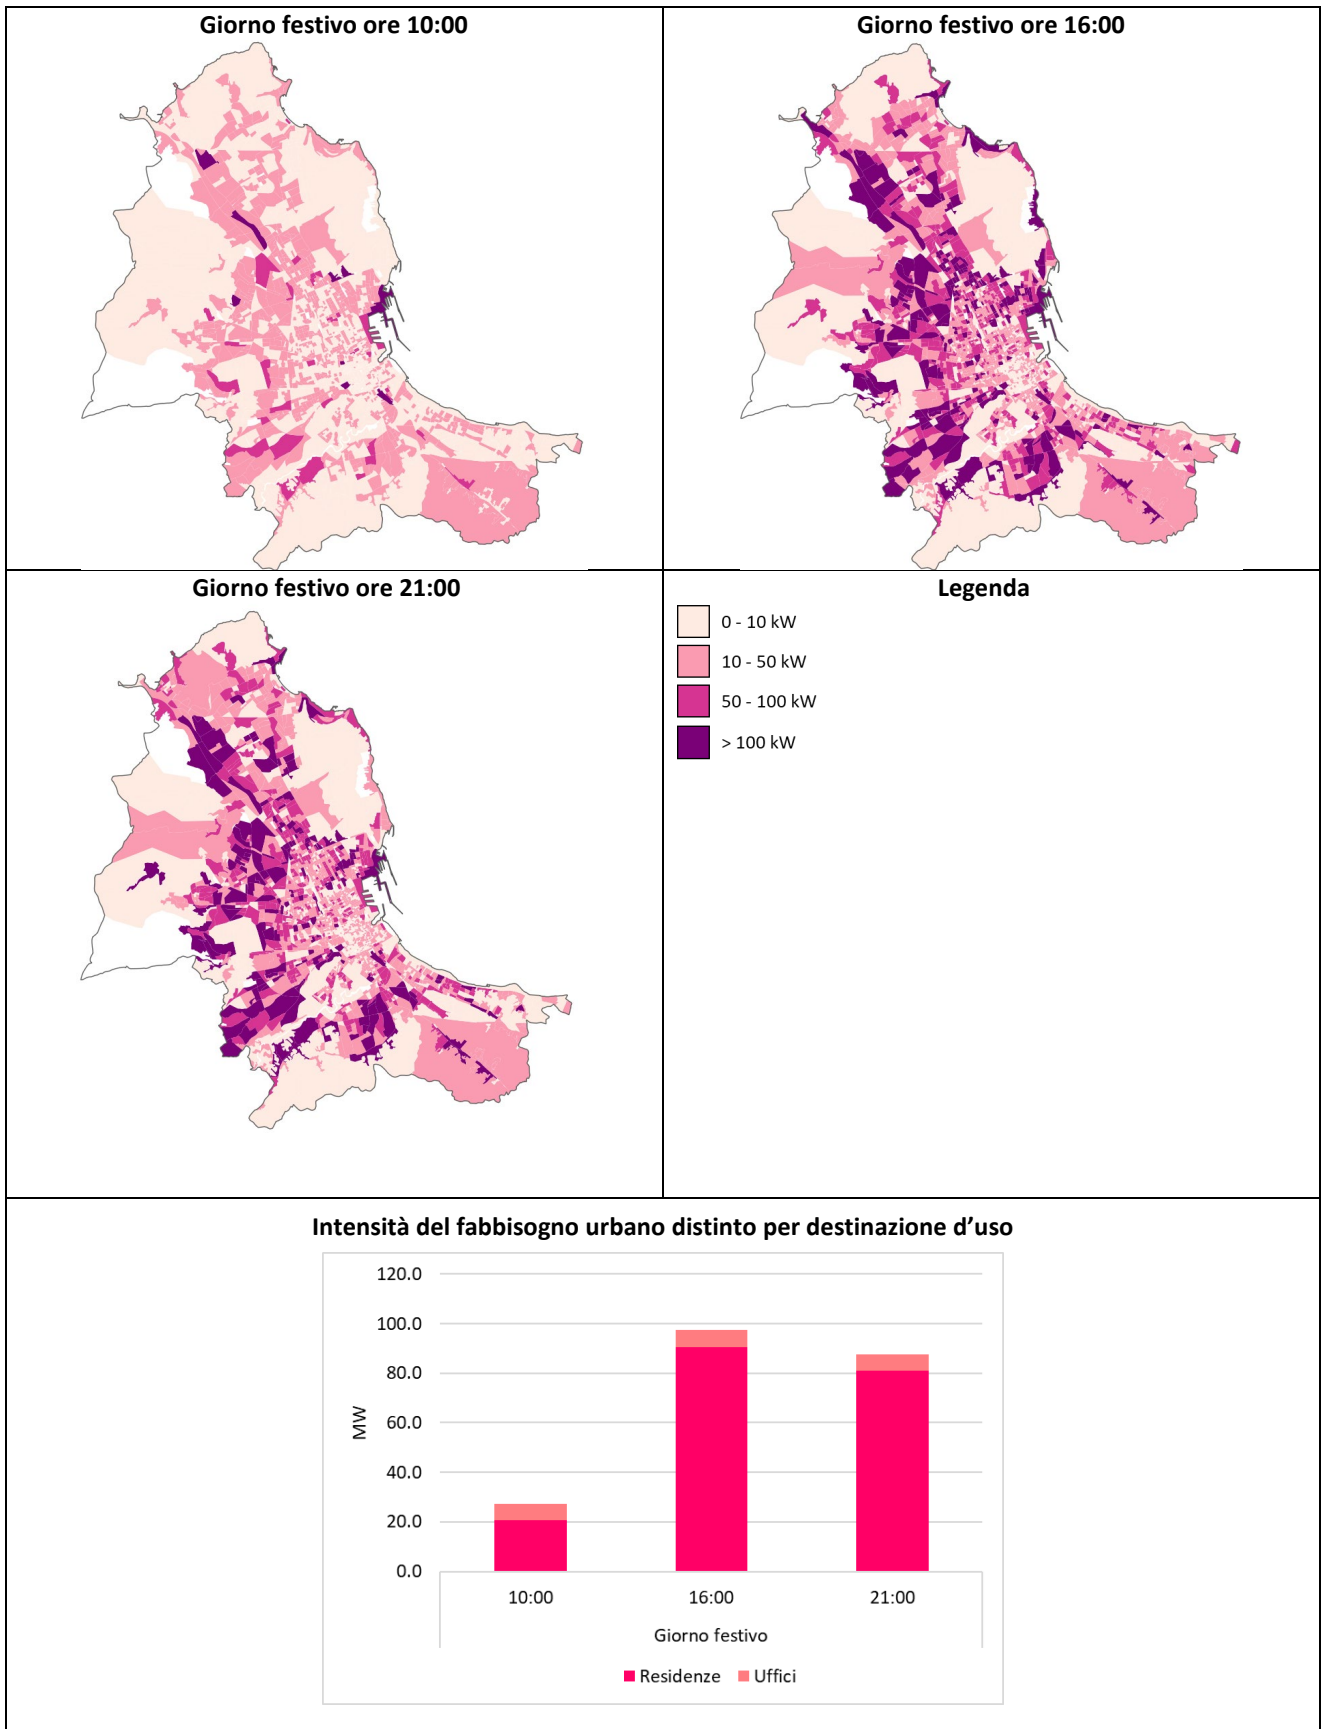 Giorno festivo ore 10:00
Giorno festivo ore 16:00
Giorno festivo ore 21:00
Legenda
0 - 10 kW
10 - 50 kW
50 - 100 kW
> 100 kW
Intensità del fabbisogno urbano distinto per destinazione d’uso
120.0
100.0
80.0
60.0
40.0
20.0
0.0
MW
10:00 16:00 21:00
Giorno festivo
Residenze Uffici